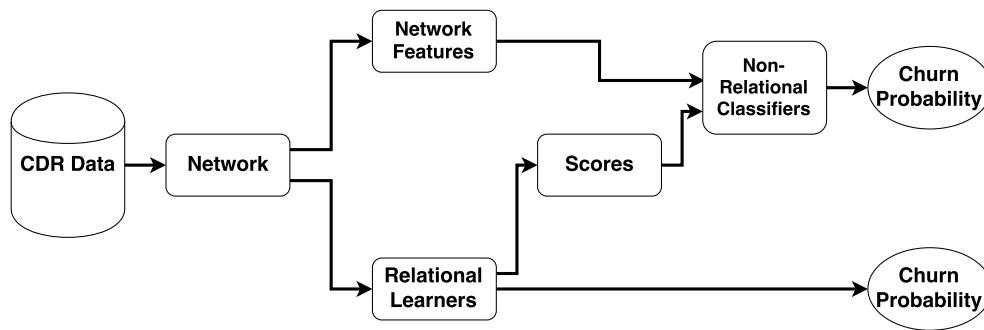 CDR Data
Network
Network
Features
Relational
Learners
Scores
Non-
Relational
Classifiers
Churn
Probability
Churn
Probability